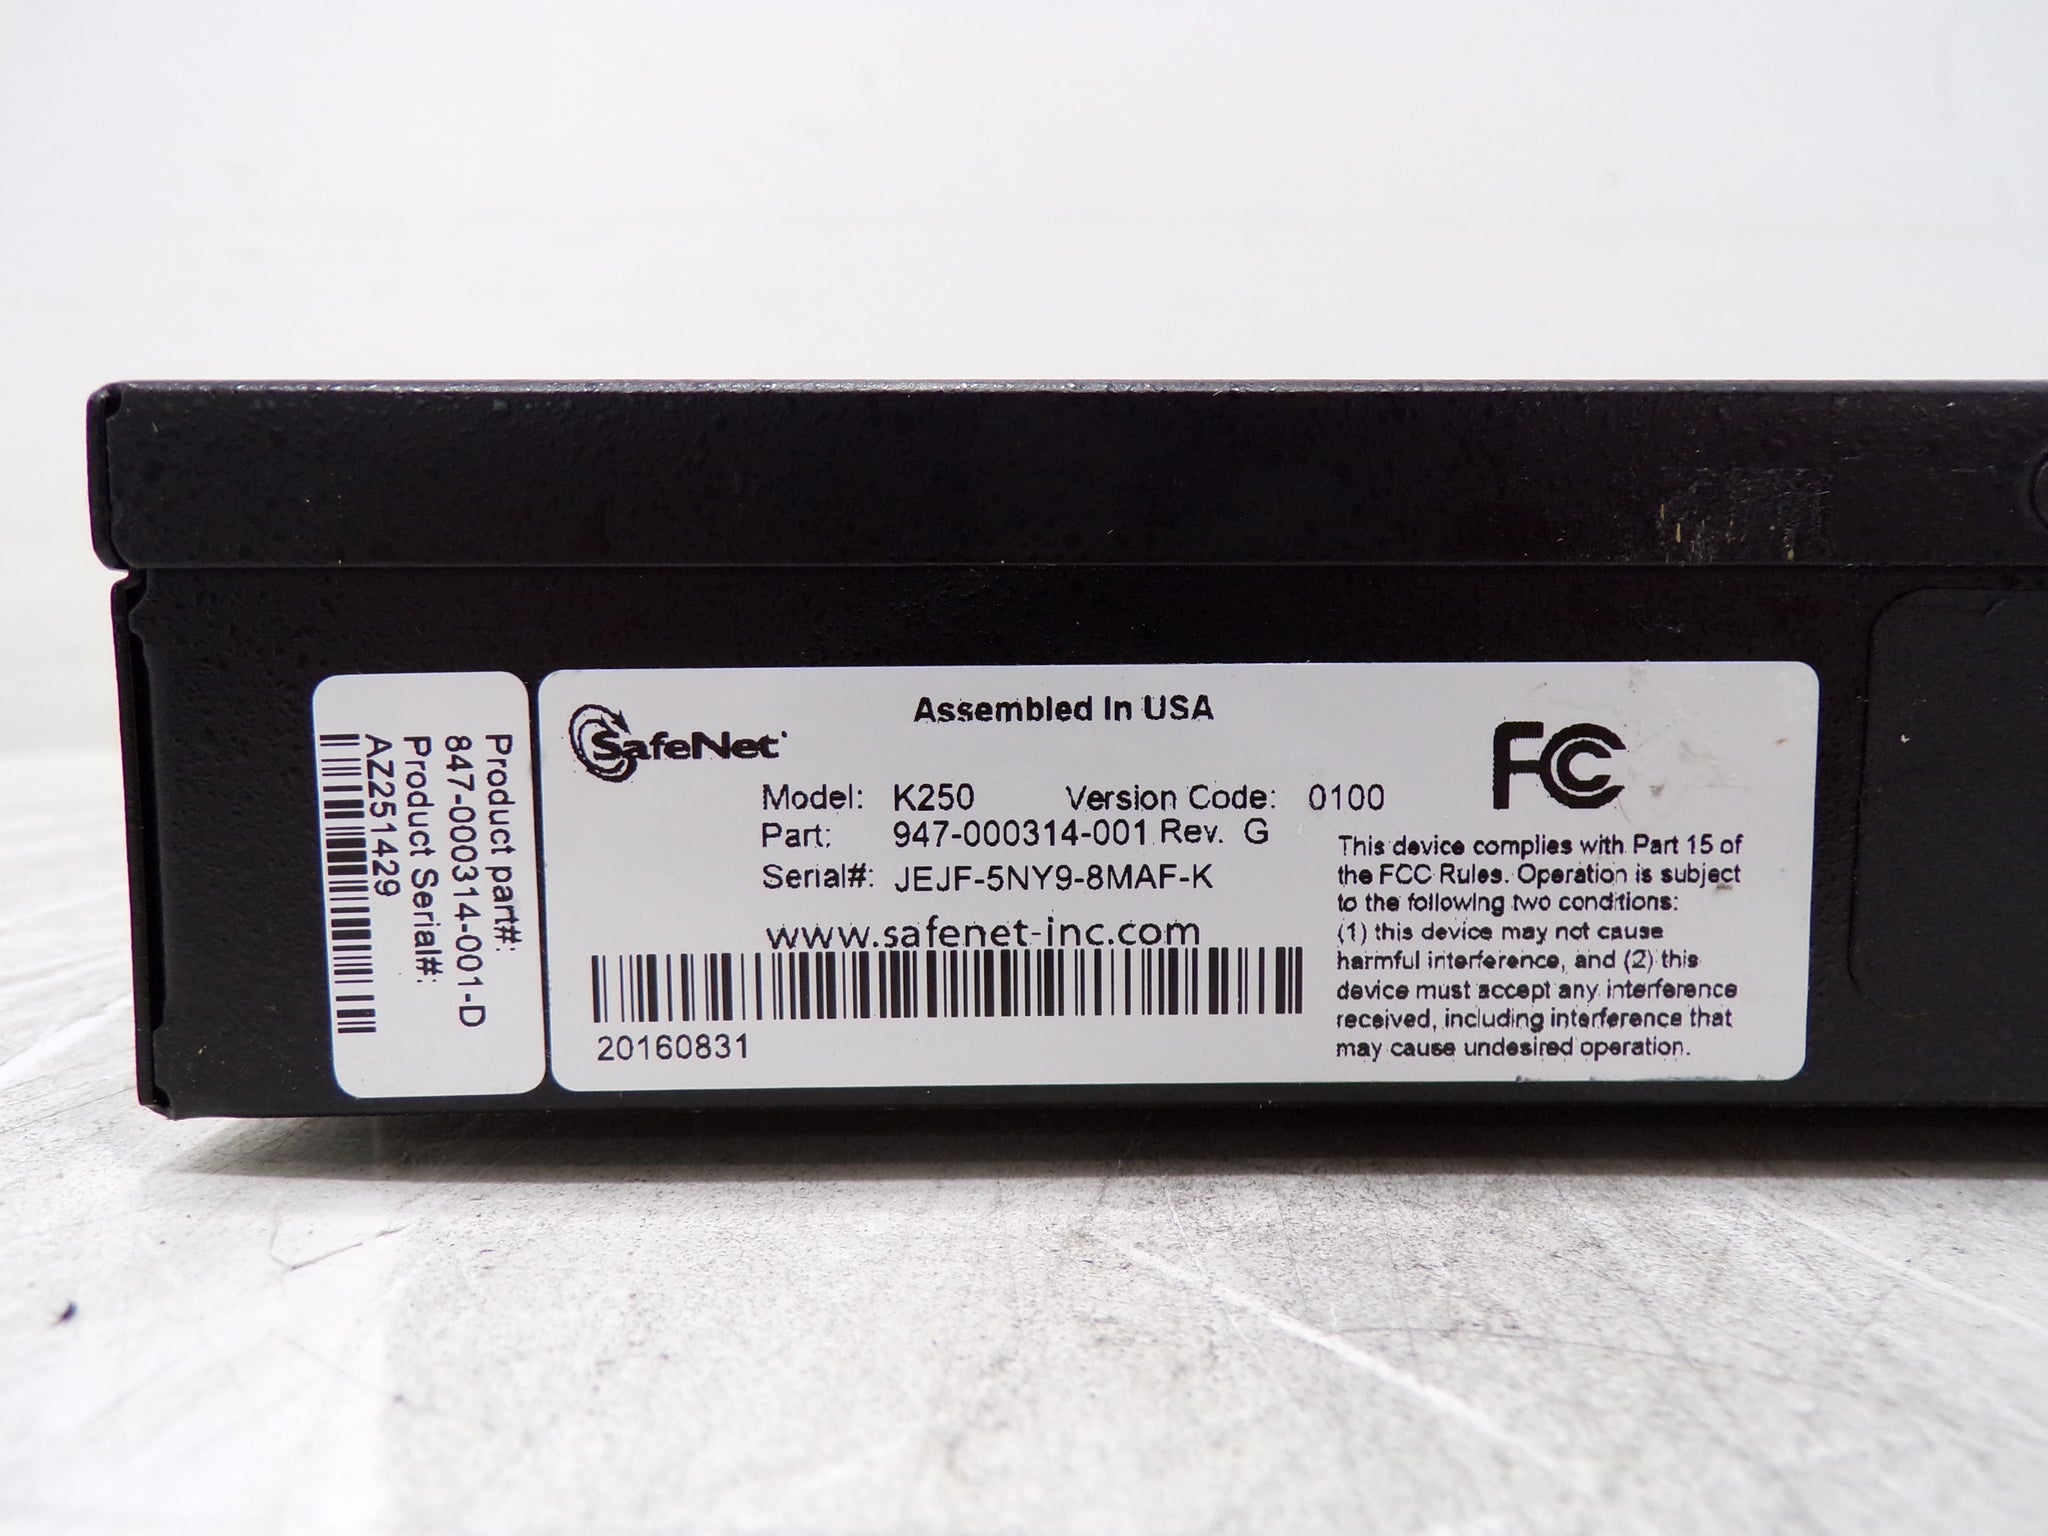 Product part#:
847-000314-001-D
Product Serial#:
AZ2514429
Assembled In USA
SafeNet
FC
Model: K250 Version Code: 0100
Part: 947-000314-001 Rev. G
Serial#: JEJF-5NY9-8MAF-K
www.safenet-inc.com
20160831
This device complies with Part 15 of
the FCC Rules. Operation is subject
to the following two conditions:
(1) this device may not cause
harmful interference, and (2) this
device must accept any interference
received, including interference that
may cause undesired operation.